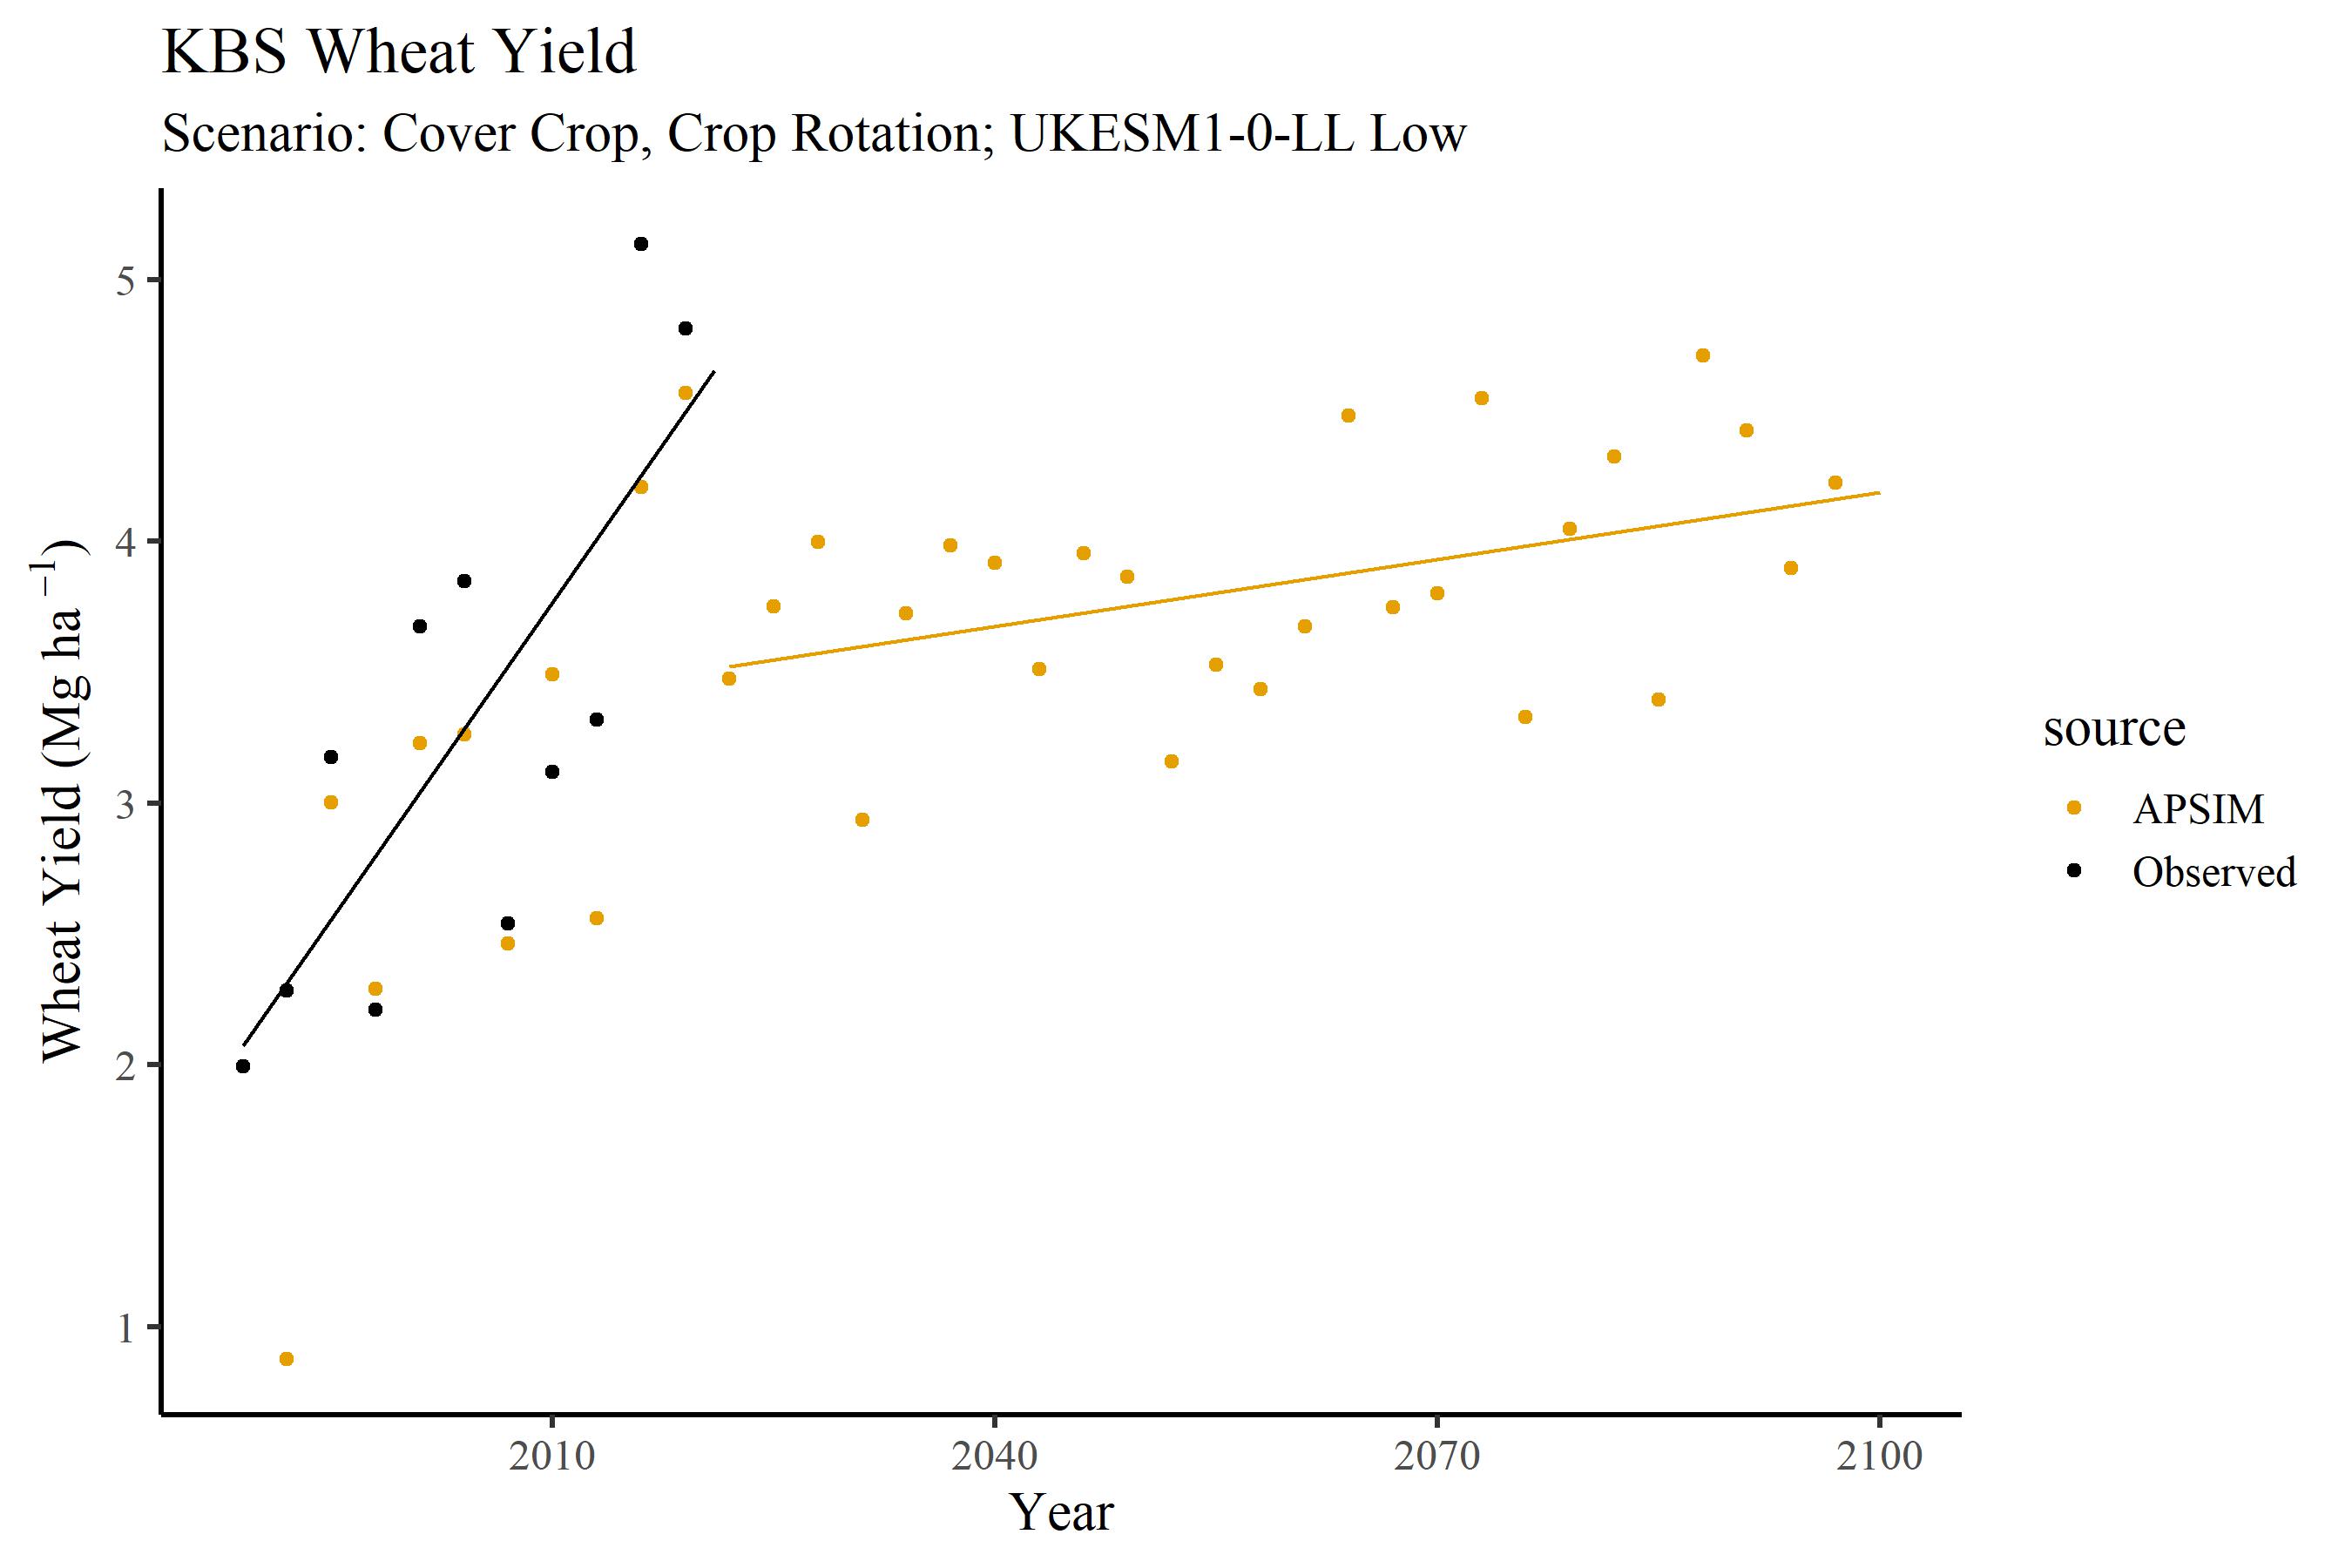 KBS Wheat Yield
Scenario: Cover Crop, Crop Rotation; UKESM1-0-LL Low
Wheat Yield (Mg ha −1)
5
4
3
2
1
2010 2040 2070 2100
Year
source
APSIM
Observed